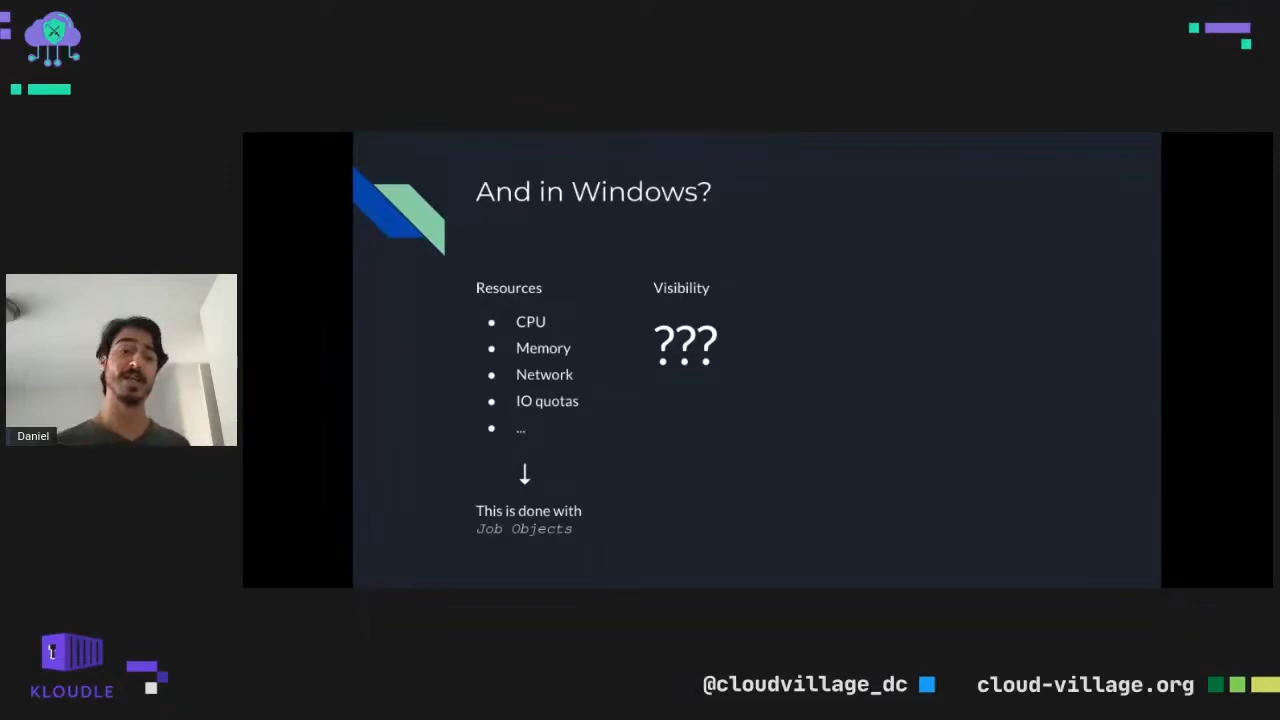 And in Windows?
Resources
CPU
Memory
Network
IO quotas
...
↓
This is done with
Job Objects
Visibility
???
Daniel
KLOUDLE
@cloudvillage_dc
cloud-village.org